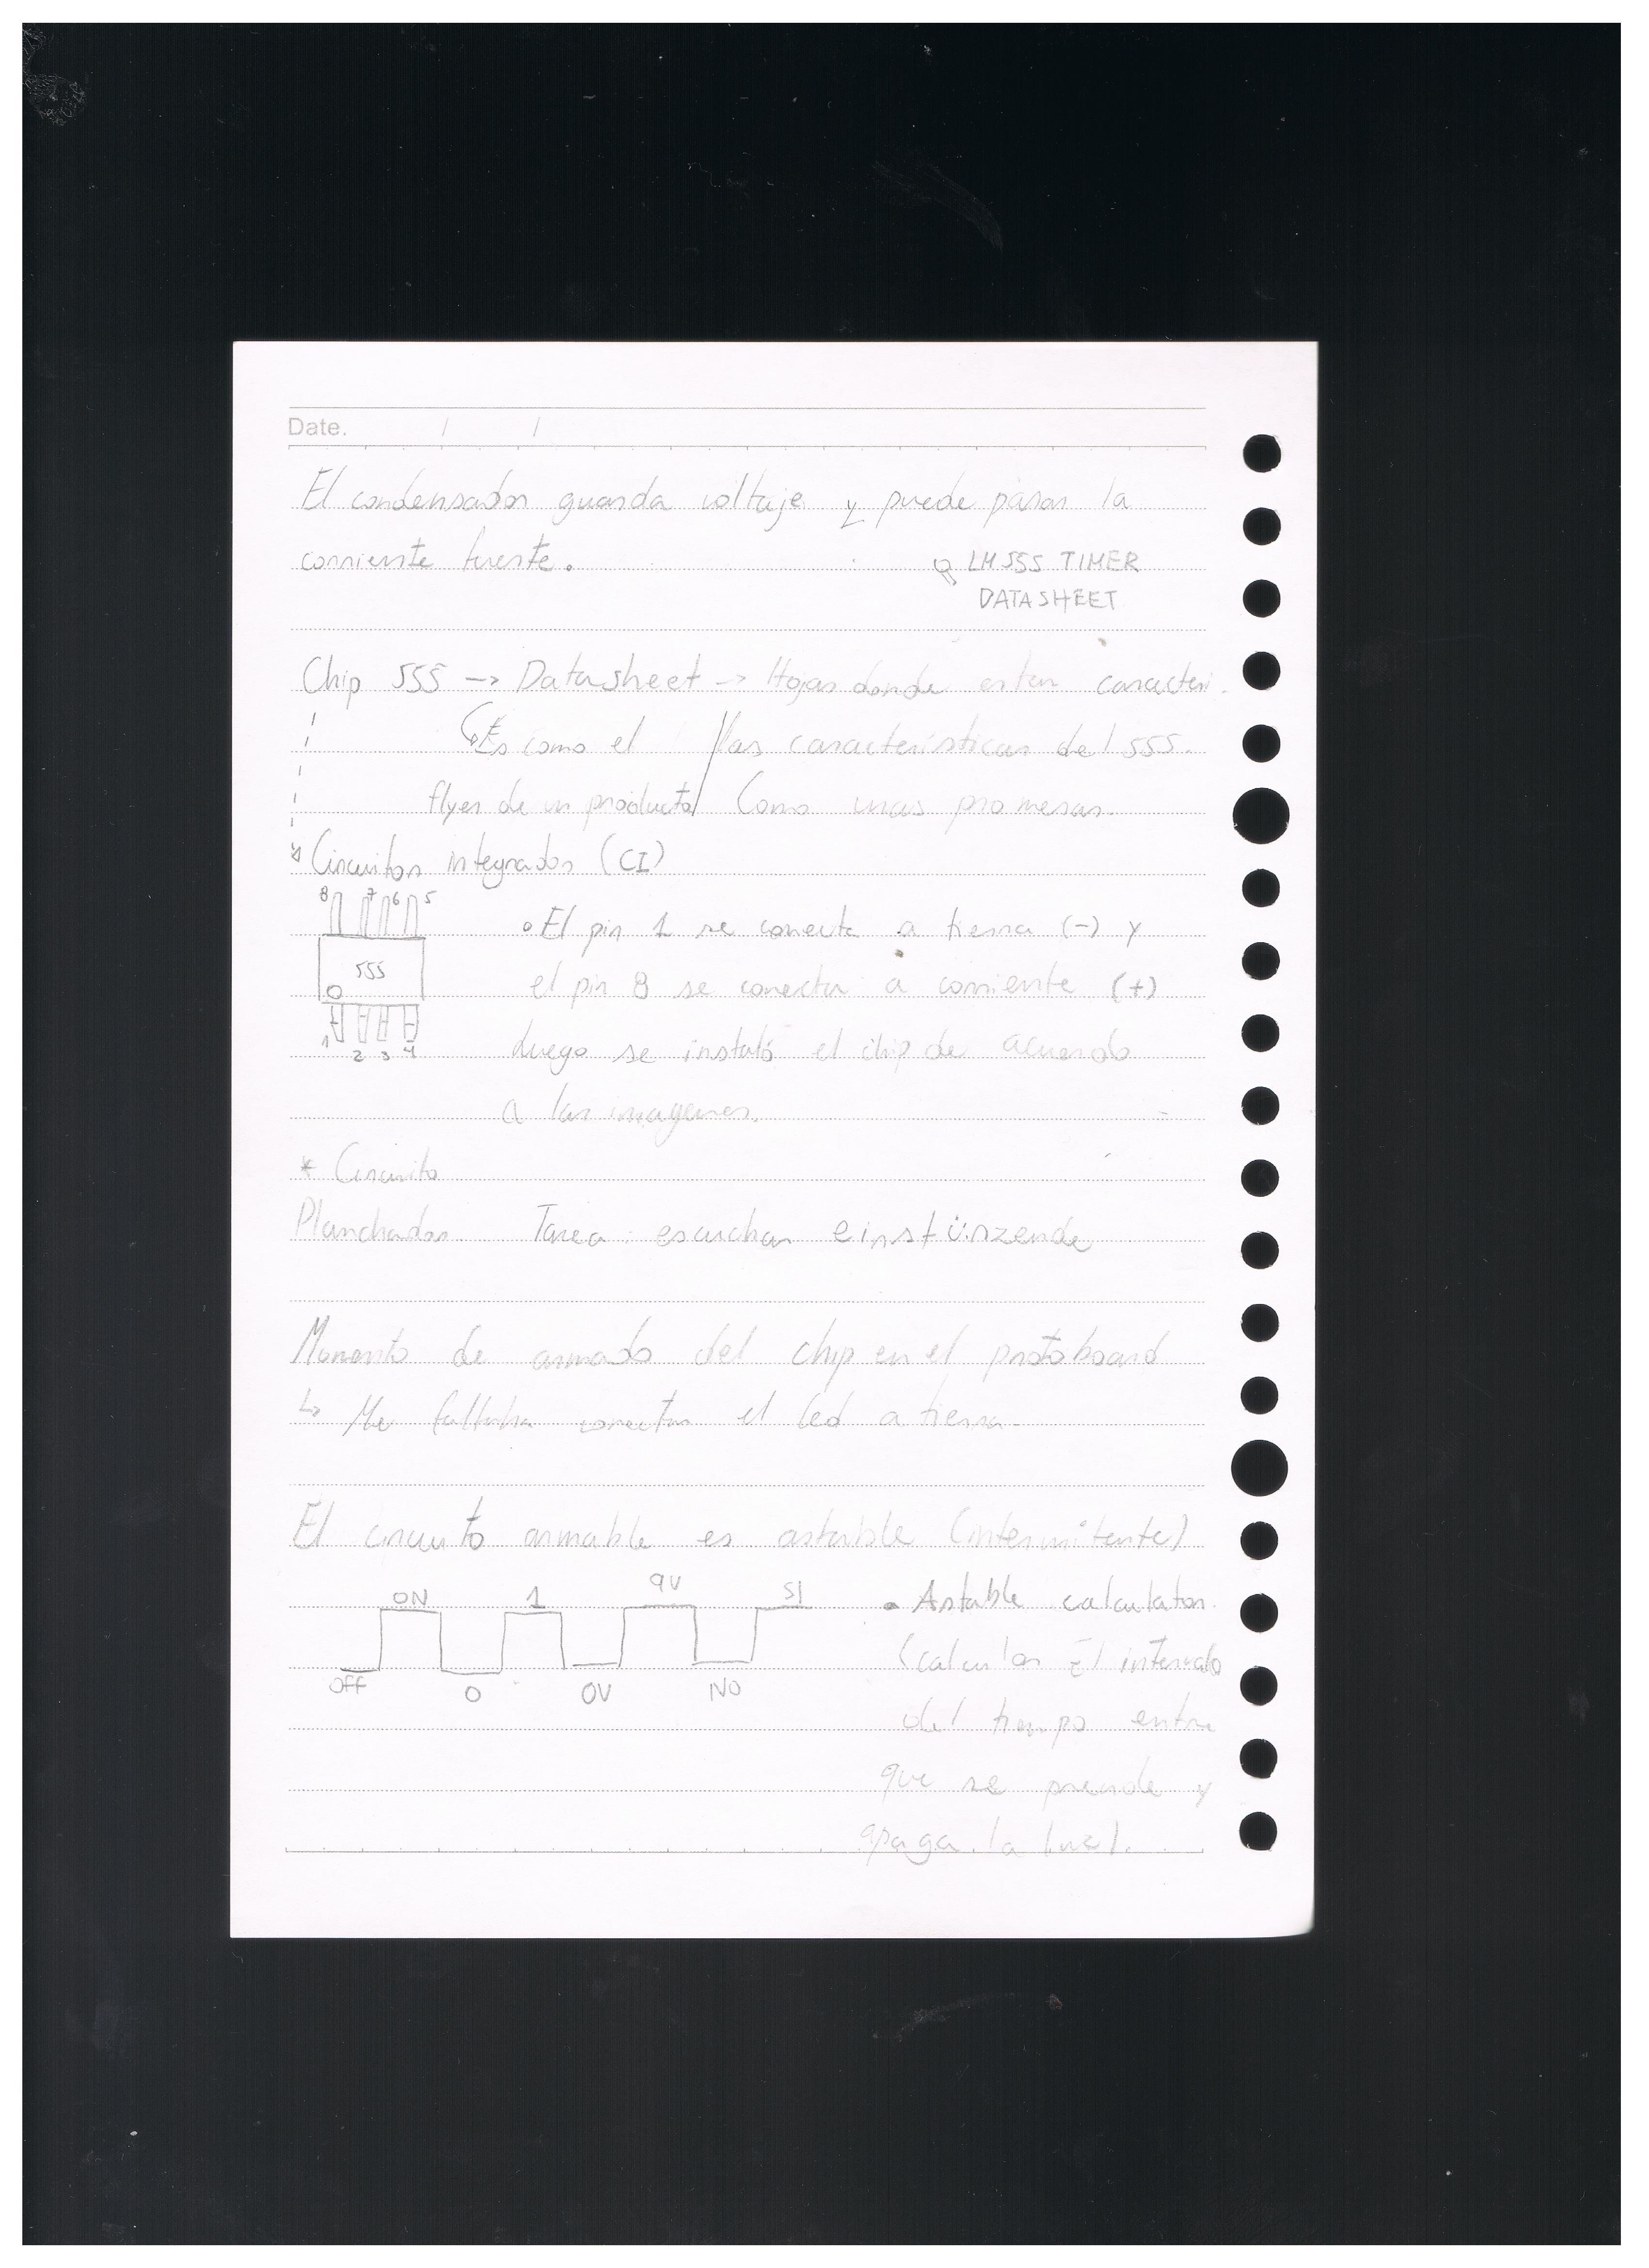 Date. / /
El condensador guarda voltaje y puede pasar la
corriente fuerte.
LM555 TIMER
DATASHEET
Chip 555 -> Datasheet -> Hojas donde estan caracteri.
Es como el / las caracteristicas del 555.
flyer de un producto / Como unas promesas.
Circuitos integrados (CI)
8 7 6 5
555
1 2 3 4
• El pin 1 se conecta a tierra (-) y
el pin 8 se conecta a corriente (+)
Luego se instaló el chip de acuerdo
a las imagenes.
* Circuito
Planchador. Tarea: escuchar einstürzende
Momento de armado del chip en el protoboard
↳ Me faltaba conectar el led a tierra.
El circuito armable es astable (intermitente)
ON 1 9V SI
OFF 0 0V NO
• Astable calculator.
(calcular El intervalo
del tiempo entre
que se prende y
apaga la luz).